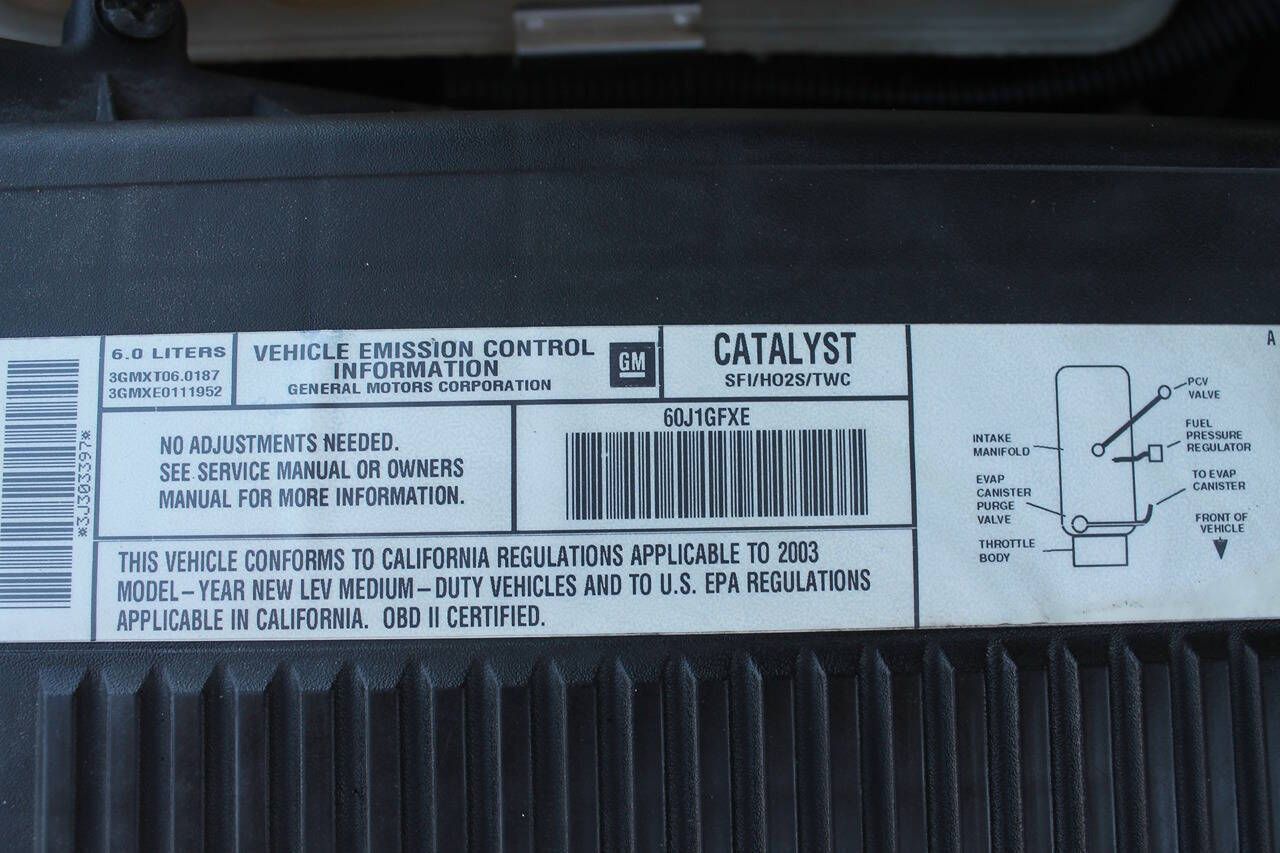 *3J303397*
6.0 LITERS
3GMXT06.0187
3GMXE0111952
VEHICLE EMISSION CONTROL
INFORMATION
GENERAL MOTORS CORPORATION
GM
CATALYST
SFI/HO2S/TWC
NO ADJUSTMENTS NEEDED.
SEE SERVICE MANUAL OR OWNERS
MANUAL FOR MORE INFORMATION.
60J1GFXE
THIS VEHICLE CONFORMS TO CALIFORNIA REGULATIONS APPLICABLE TO 2003
MODEL-YEAR NEW LEV MEDIUM-DUTY VEHICLES AND TO U.S. EPA REGULATIONS
APPLICABLE IN CALIFORNIA. OBD II CERTIFIED.
A
PCV
VALVE
FUEL
PRESSURE
REGULATOR
INTAKE
MANIFOLD
TO EVAP
CANISTER
EVAP
CANISTER
PURGE
VALVE
FRONT OF
VEHICLE
THROTTLE
BODY